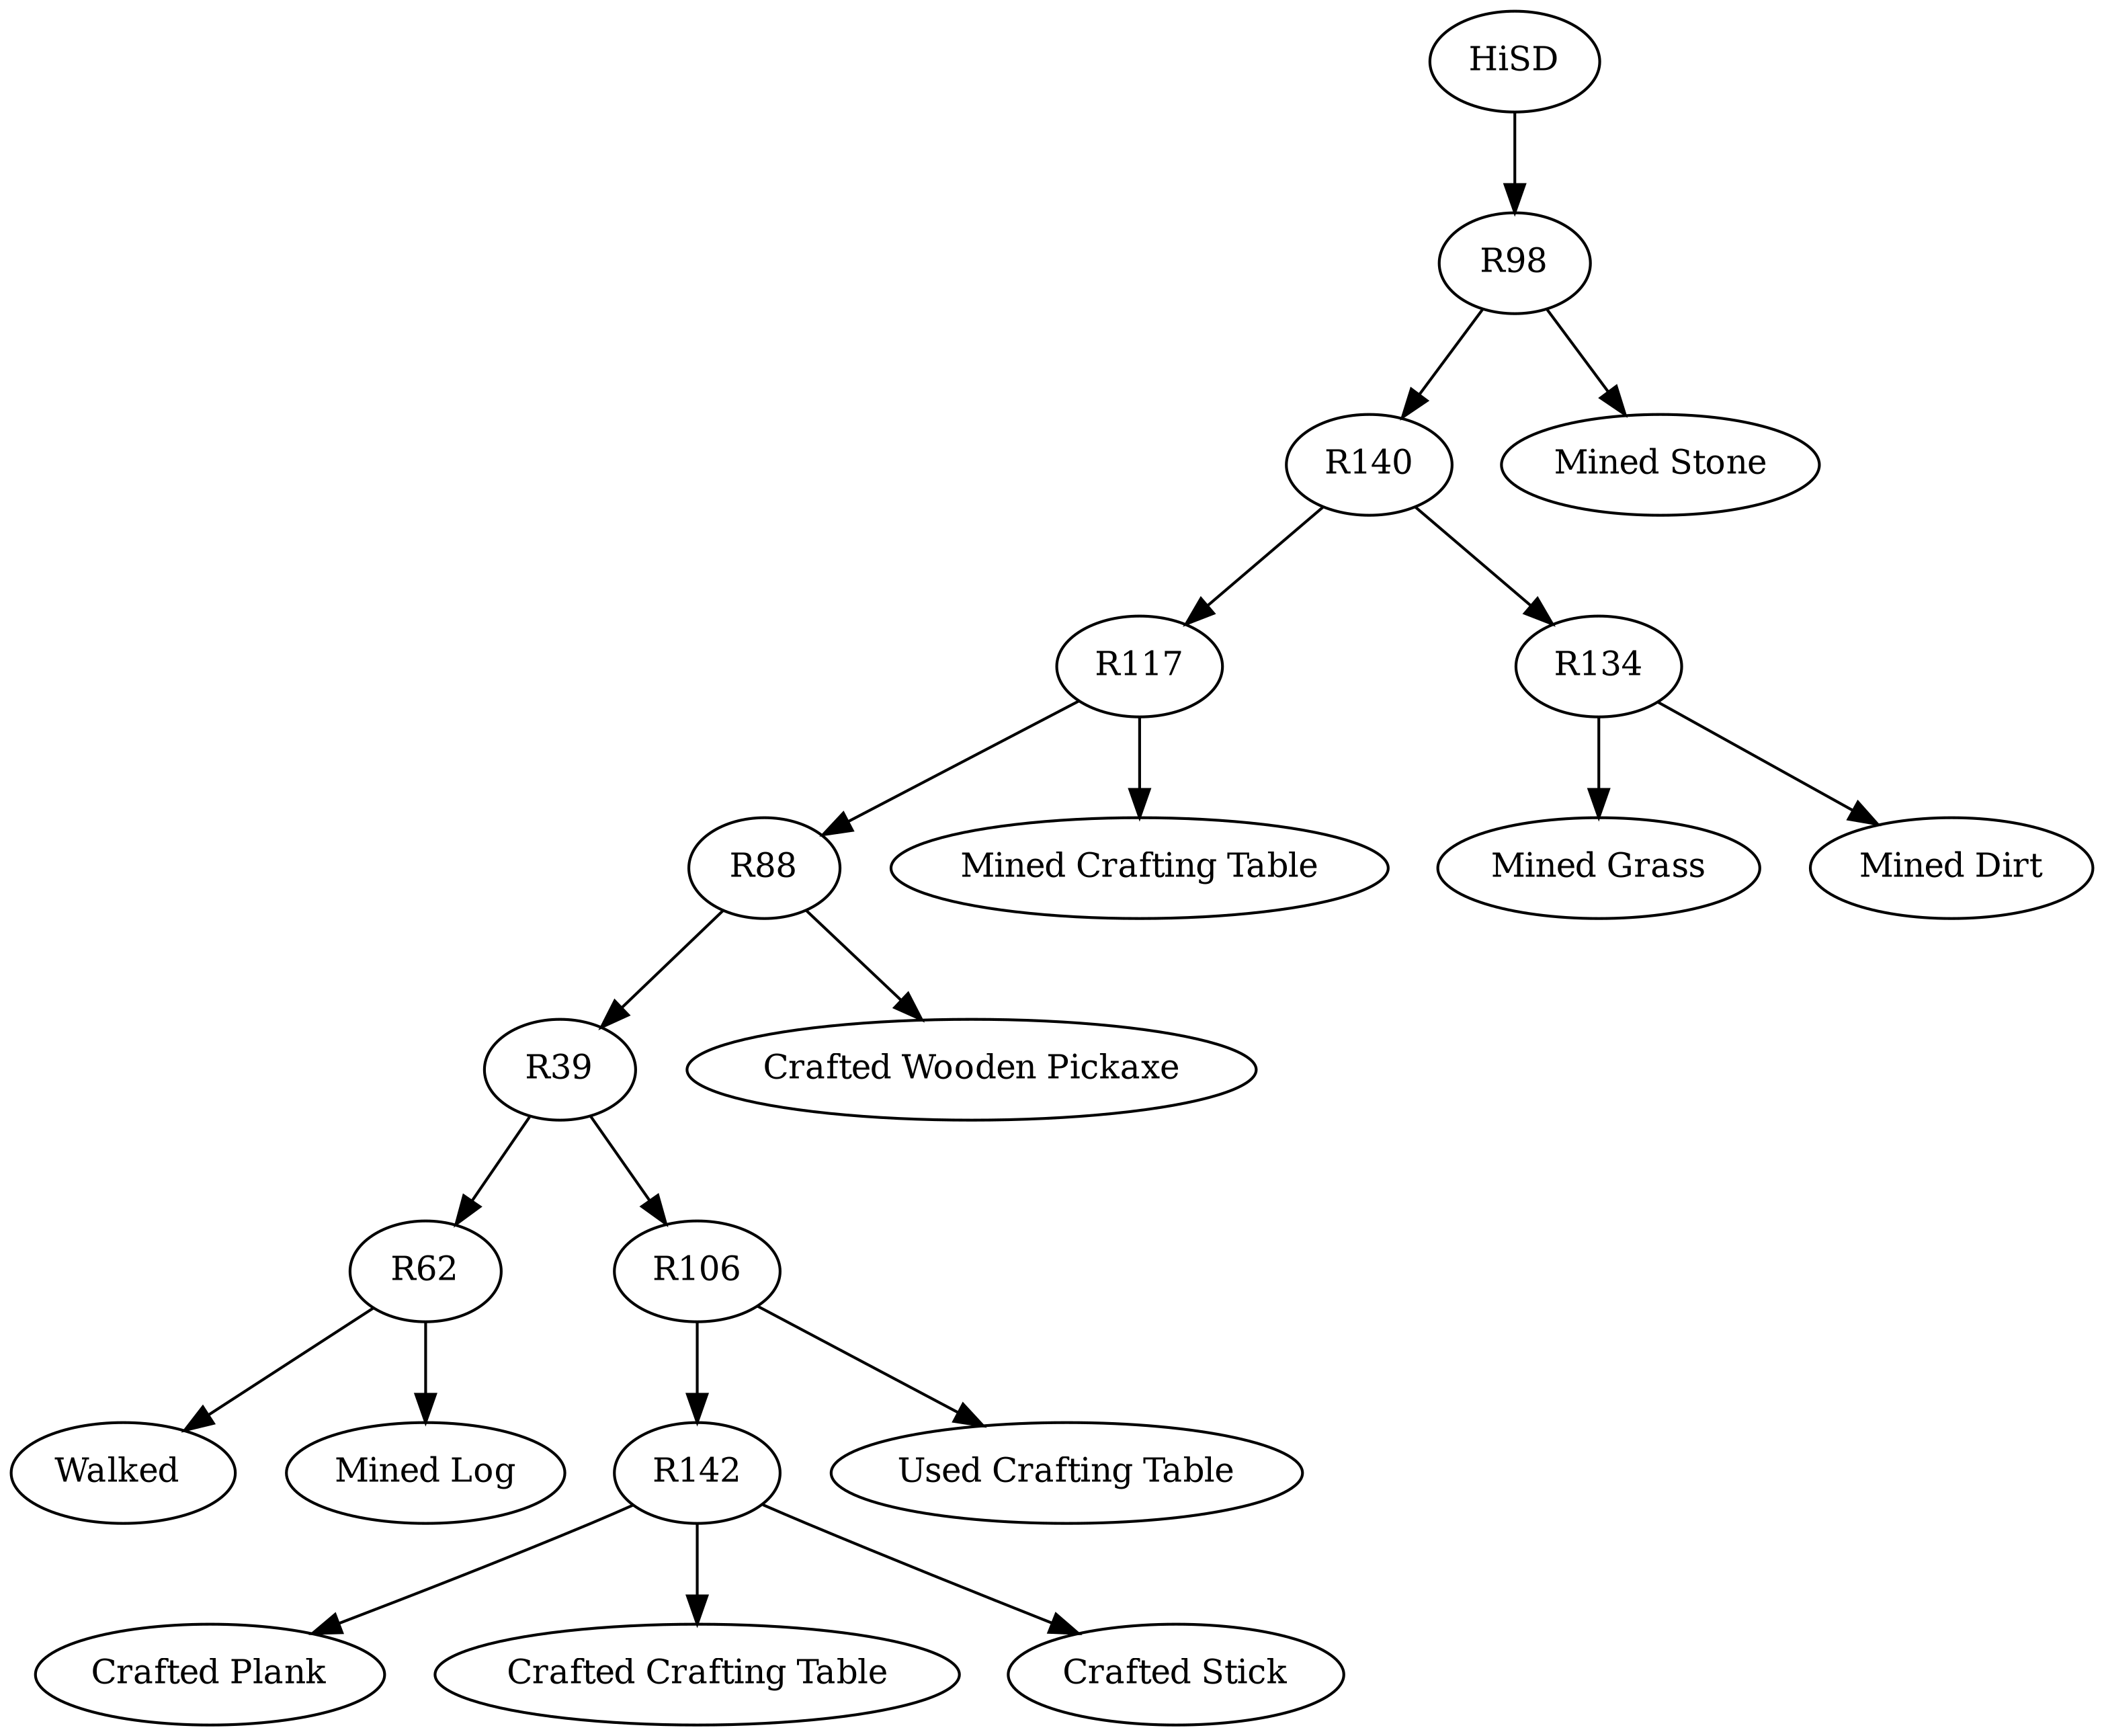 HiSD
R98
R140
Mined Stone
R117
R134
R88
Mined Crafting Table
Mined Grass
Mined Dirt
R39
Crafted Wooden Pickaxe
R62
R106
Walked
Mined Log
R142
Used Crafting Table
Crafted Plank
Crafted Crafting Table
Crafted Stick